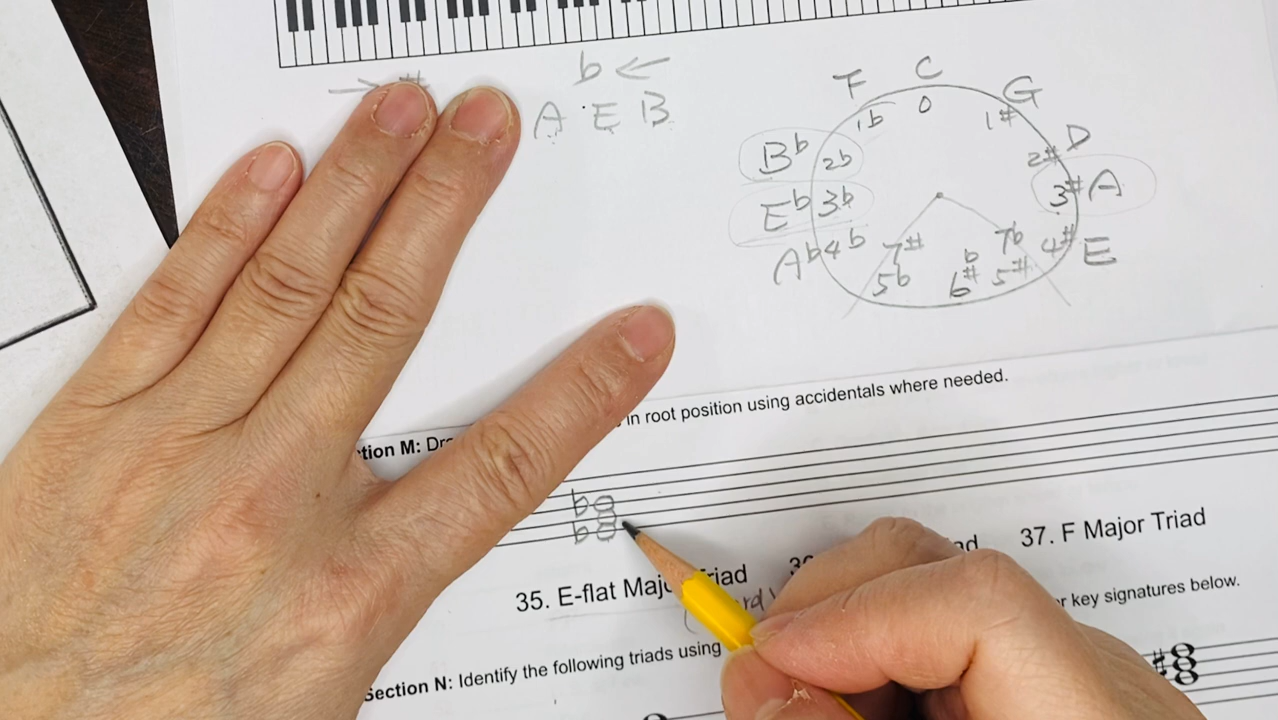 #
b ←
A E B
F C G
1b 0 1#
D
Bb 2b 2#
Eb 3b 3# A
Ab 4b 7# 7b 4# E
5b b 6# 5#
tion M: in root position using accidentals where needed.
b
b
35. E-flat Triad 37. F Major Triad
Section N: Identify the following triads using key signatures below.